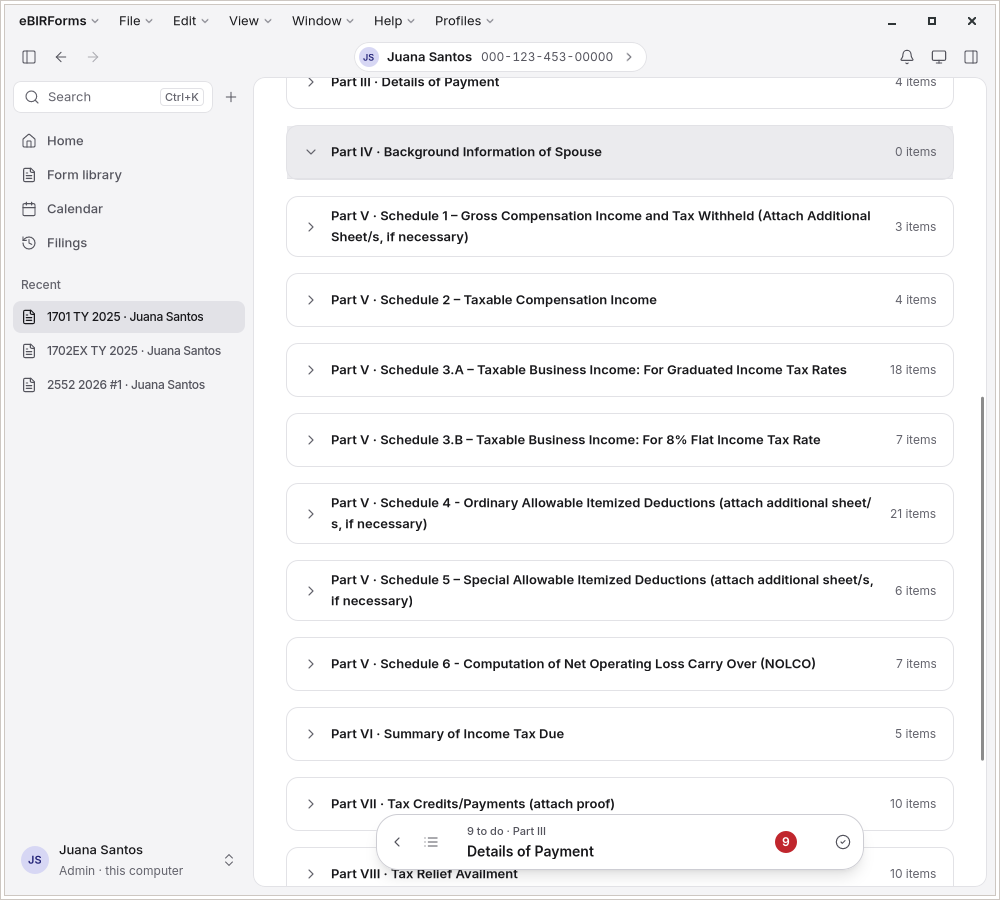 eBIRForms File Edit View Window Help Profiles
JS Juana Santos 000-123-453-00000
Search Ctrl+K
Home
Form library
Calendar
Filings
Recent
1701 TY 2025 · Juana Santos
1702EX TY 2025 · Juana Santos
2552 2026 #1 · Juana Santos
JS Juana Santos
Admin · this computer
Part III · Details of Payment 4 items
Part IV · Background Information of Spouse 0 items
Part V · Schedule 1 – Gross Compensation Income and Tax Withheld (Attach Additional
Sheet/s, if necessary) 3 items
Part V · Schedule 2 – Taxable Compensation Income 4 items
Part V · Schedule 3.A – Taxable Business Income: For Graduated Income Tax Rates 18 items
Part V · Schedule 3.B – Taxable Business Income: For 8% Flat Income Tax Rate 7 items
Part V · Schedule 4 - Ordinary Allowable Itemized Deductions (attach additional sheet/
s, if necessary) 21 items
Part V · Schedule 5 – Special Allowable Itemized Deductions (attach additional sheet/s,
if necessary) 6 items
Part V · Schedule 6 - Computation of Net Operating Loss Carry Over (NOLCO) 7 items
Part VI · Summary of Income Tax Due 5 items
Part VII · Tax Credits/Payments (attach proof) 10 items
9 to do · Part III
Details of Payment 9
Part VIII · Tax Relief Availment 10 items